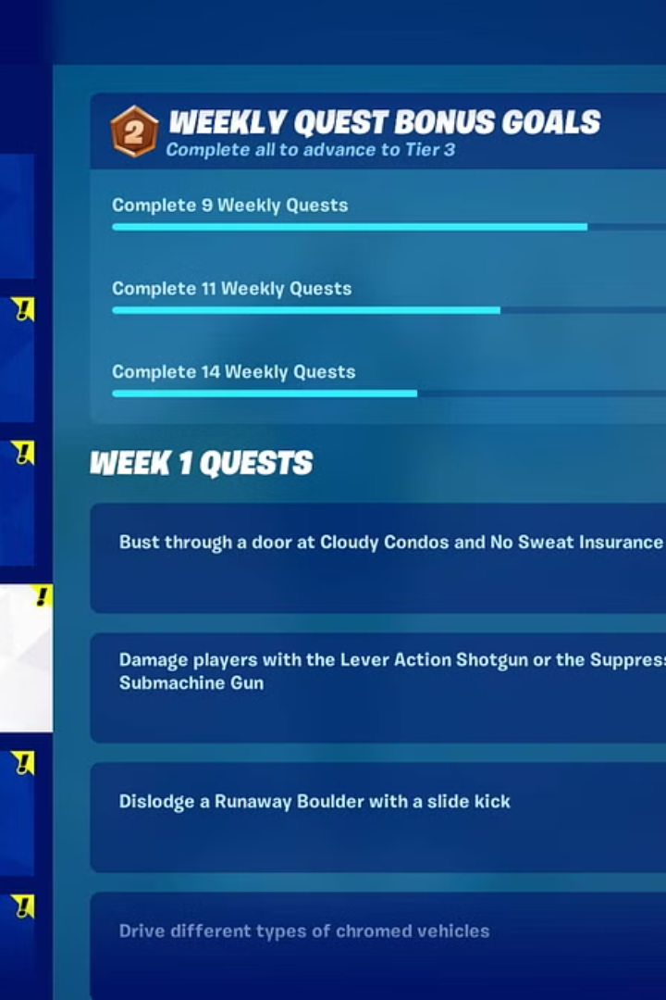 2
WEEKLY QUEST BONUS GOALS
Complete all to advance to Tier 3
Complete 9 Weekly Quests
Complete 11 Weekly Quests
Complete 14 Weekly Quests
WEEK 1 QUESTS
Bust through a door at Cloudy Condos and No Sweat Insurance
Damage players with the Lever Action Shotgun or the
Submachine Gun
Dislodge a Runaway Boulder with a slide kick
Drive different types of chromed vehicles
!
!
!
!
!